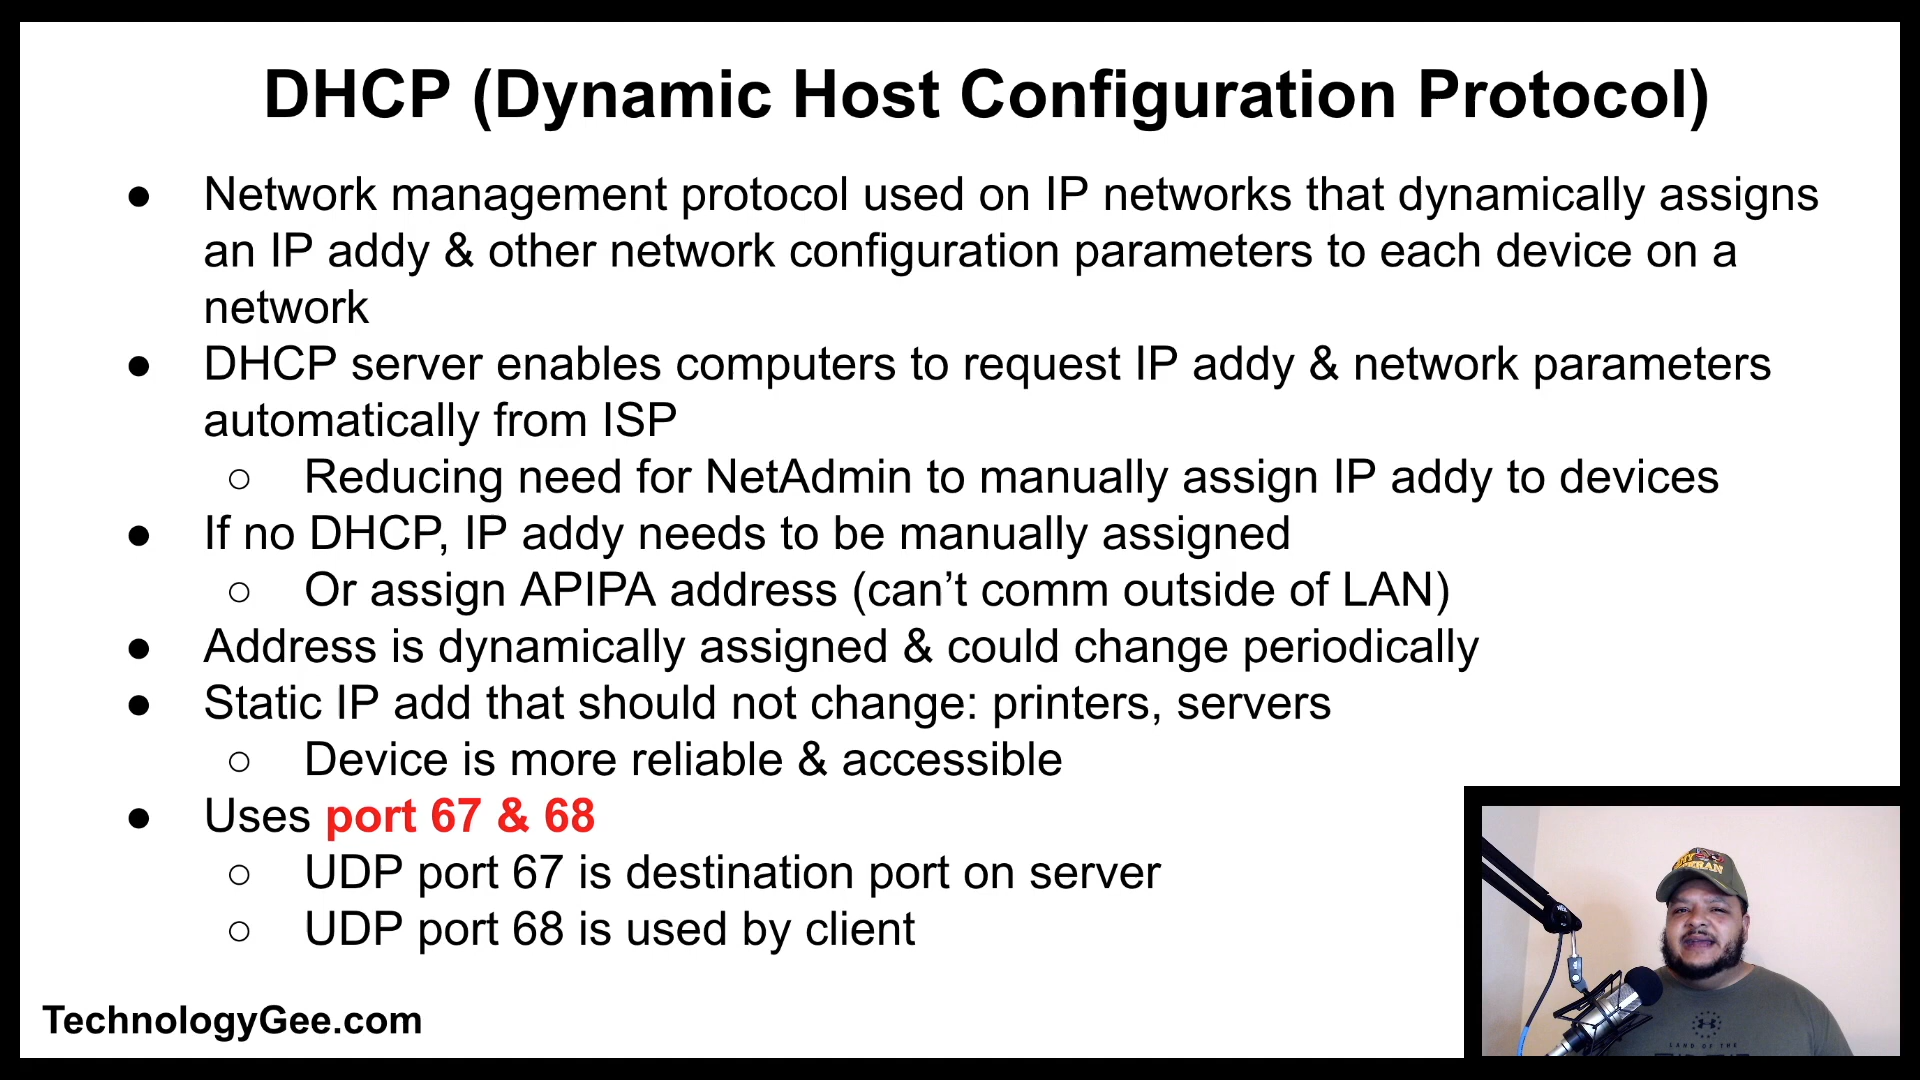 DHCP (Dynamic Host Configuration Protocol)
● Network management protocol used on IP networks that dynamically assigns
an IP addy & other network configuration parameters to each device on a
network
● DHCP server enables computers to request IP addy & network parameters
automatically from ISP
○ Reducing need for NetAdmin to manually assign IP addy to devices
● If no DHCP, IP addy needs to be manually assigned
○ Or assign APIPA address (can’t comm outside of LAN)
● Address is dynamically assigned & could change periodically
● Static IP add that should not change: printers, servers
○ Device is more reliable & accessible
● Uses port 67 & 68
○ UDP port 67 is destination port on server
○ UDP port 68 is used by client
TechnologyGee.com
LAND OF THE